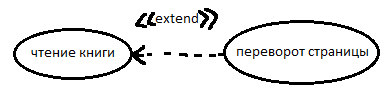 <<extend>>
чтение книги
переворот страницы